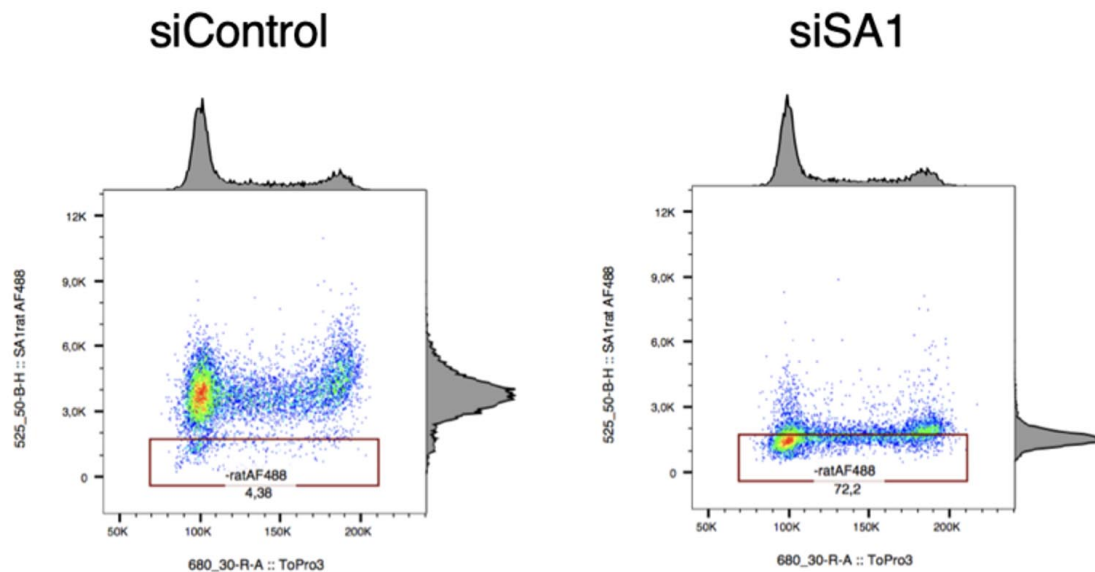 siControl
siSA1
525_50-B-H :: SA1rat AF488
12K
9,0K
6,0K
3,0K
0
-ratAF488
4,38
50K 100K 150K 200K
680_30-R-A :: ToPro3
525_50-B-H :: SA1rat AF488
12K
9,0K
6,0K
3,0K
0
-ratAF488
72,2
50K 100K 150K 200K
680_30-R-A :: ToPro3